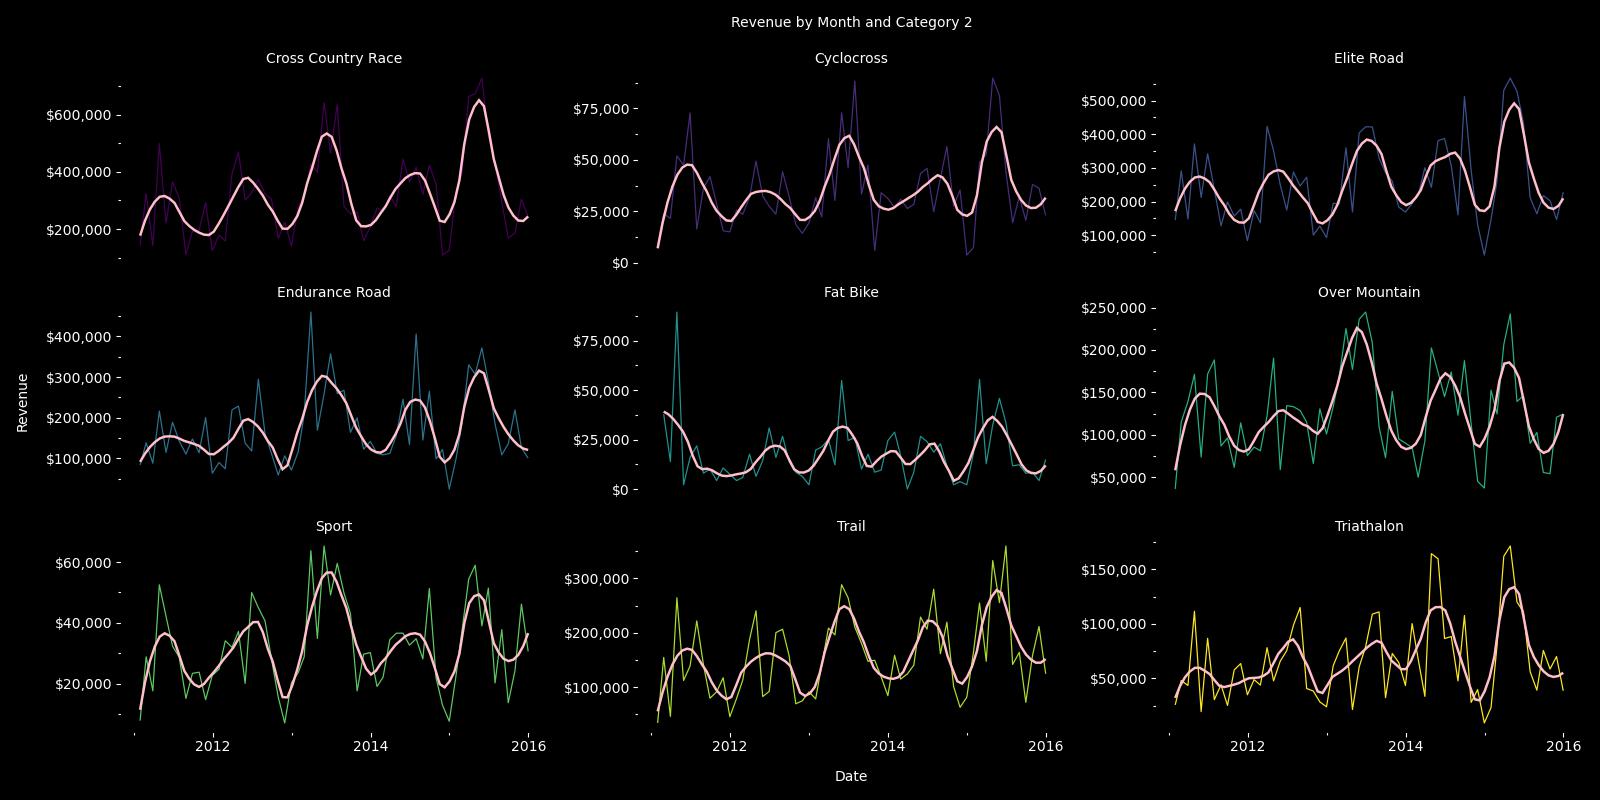 Revenue by Month and Category 2
Cross Country Race
$600,000
$400,000
$200,000
Cyclocross
$75,000
$50,000
$25,000
$0
Elite Road
$500,000
$400,000
$300,000
$200,000
$100,000
Endurance Road
$400,000
$300,000
$200,000
$100,000
Fat Bike
$75,000
$50,000
$25,000
$0
Over Mountain
$250,000
$200,000
$150,000
$100,000
$50,000
Revenue
Sport
$60,000
$40,000
$20,000
2012 2014 2016
Trail
$300,000
$200,000
$100,000
2012 2014 2016
Triathalon
$150,000
$100,000
$50,000
2012 2014 2016
Date